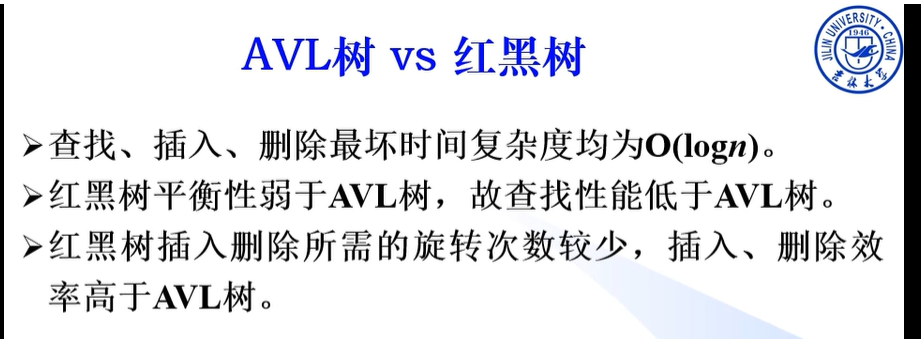 AVL树 vs 红黑树
JILIN UNIVERSITY·CHINA
1946
吉林大学
➢查找、插入、删除最坏时间复杂度均为O(logn)。
➢红黑树平衡性弱于AVL树，故查找性能低于AVL树。
➢红黑树插入删除所需的旋转次数较少，插入、删除效
率高于AVL树。